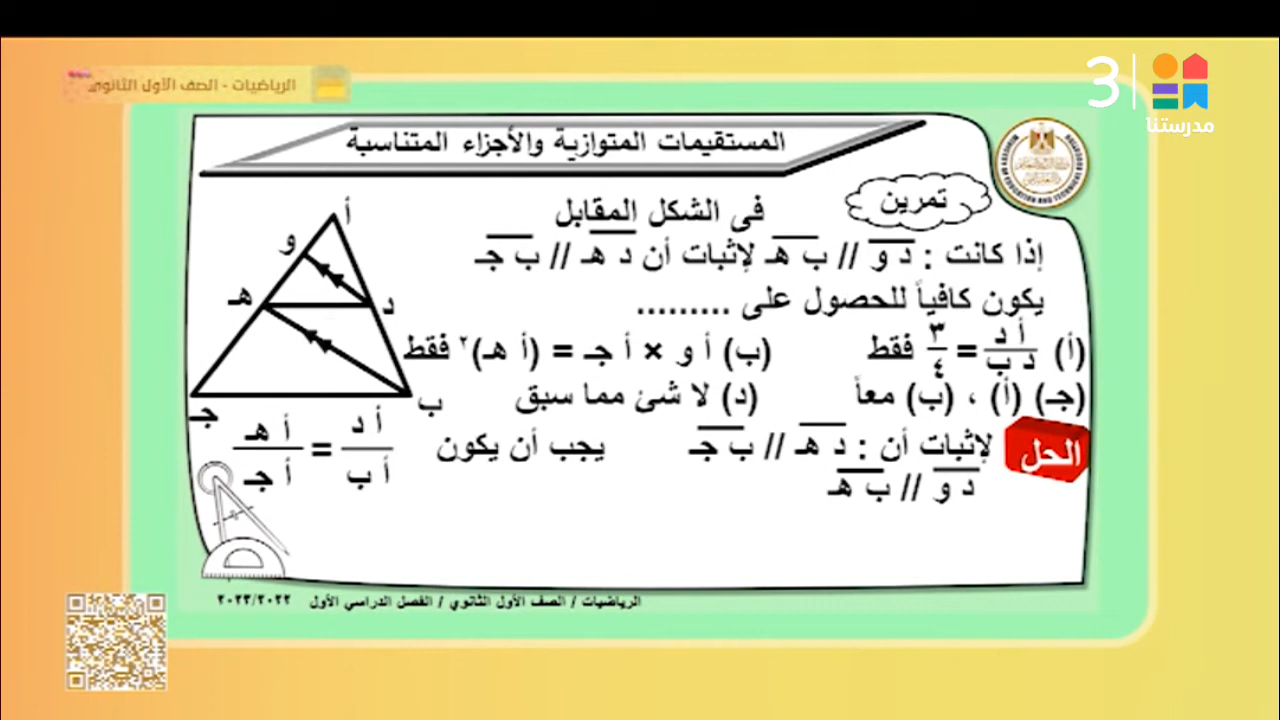 3
مدرستنا
الرياضيات - الصف الأول الثانوي
المستقيمات المتوازية والأجزاء المتناسبة
تمرين
فى الشكل المقابل
إذا كانت : د و // ب هـ لإثبات أن د هـ // ب جـ
يكون كافياً للحصول على .........
(أ) أ د / د ب = ٣ / ٤ فقط (ب) أ و × أ جـ = (أ هـ)٢ فقط
(جـ) (أ) ، (ب) معاً (د) لا شئ مما سبق
أ
و
هـ
د
جـ
ب
الحل
لإثبات أن : د هـ // ب جـ يجب أن يكون أ د / أ ب = أ هـ / أ جـ
د و // ب هـ
الرياضيات / الصف الأول الثانوي / الفصل الدراسي الأول ٢٠٢٣/٢٠٢٢